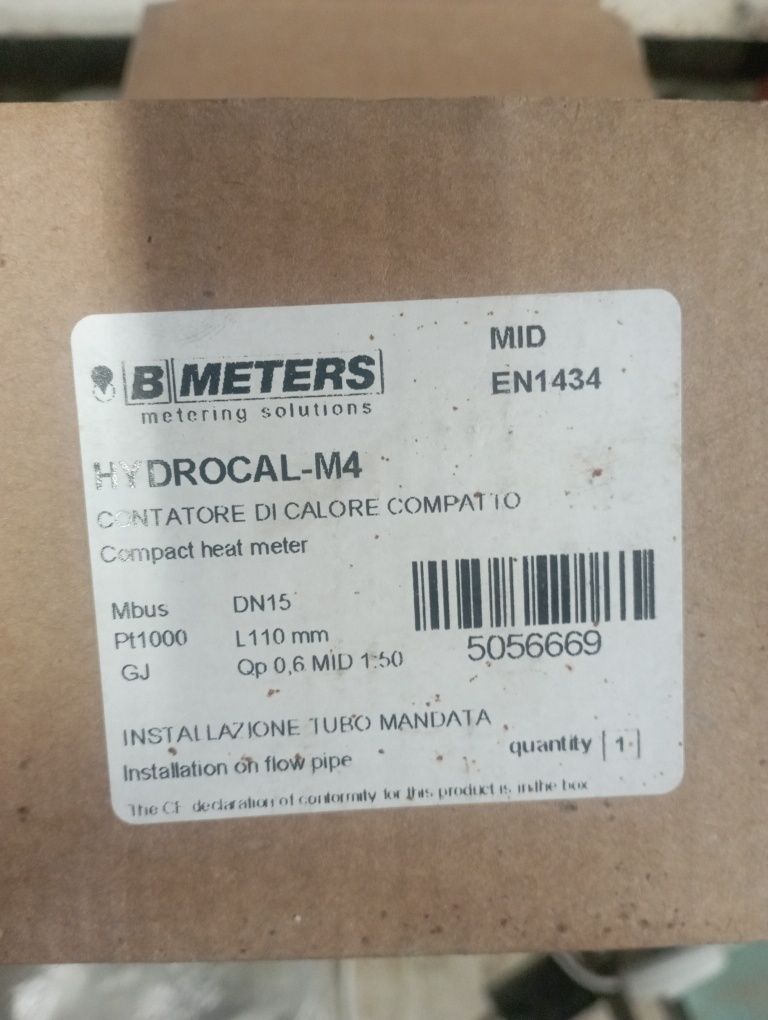 B METERS
metering solutions
MID
EN1434
HYDROCAL-M4
CONTATORE DI CALORE COMPATTO
Compact heat meter
Mbus DN15
Pt1000 L110 mm
GJ Qp 0,6 MID 1:50
5056669
INSTALLAZIONE TUBO MANDATA
Installation on flow pipe
quantity [ 1 ]
The CE declaration of conformity for this product is in the box